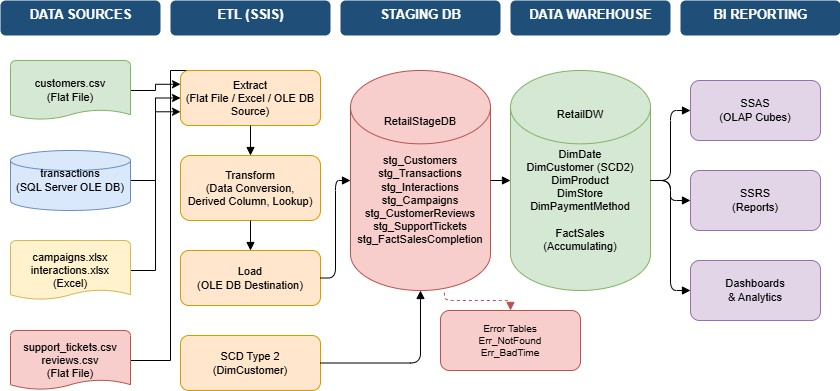 DATA SOURCES
ETL (SSIS)
STAGING DB
DATA WAREHOUSE
BI REPORTING
customers.csv
(Flat File)
transactions
(SQL Server OLE DB)
campaigns.xlsx
interactions.xlsx
(Excel)
support_tickets.csv
reviews.csv
(Flat File)
Extract
(Flat File / Excel / OLE DB
Source)
Transform
(Data Conversion,
Derived Column, Lookup)
Load
(OLE DB Destination)
SCD Type 2
(DimCustomer)
RetailStageDB
stg_Customers
stg_Transactions
stg_Interactions
stg_Campaigns
stg_CustomerReviews
stg_SupportTickets
stg_FactSalesCompletion
Error Tables
Err_NotFound
Err_BadTime
RetailDW
DimDate
DimCustomer (SCD2)
DimProduct
DimStore
DimPaymentMethod
FactSales
(Accumulating)
SSAS
(OLAP Cubes)
SSRS
(Reports)
Dashboards
& Analytics